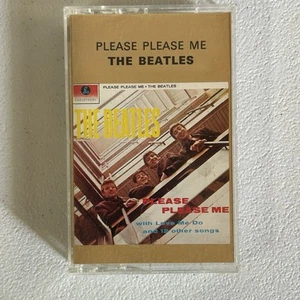 PLEASE PLEASE ME
THE BEATLES
PLEASE PLEASE ME • THE BEATLES
THE BEATLES
PLEASE
PLEASE ME
with Love Me Do
and 12 other songs